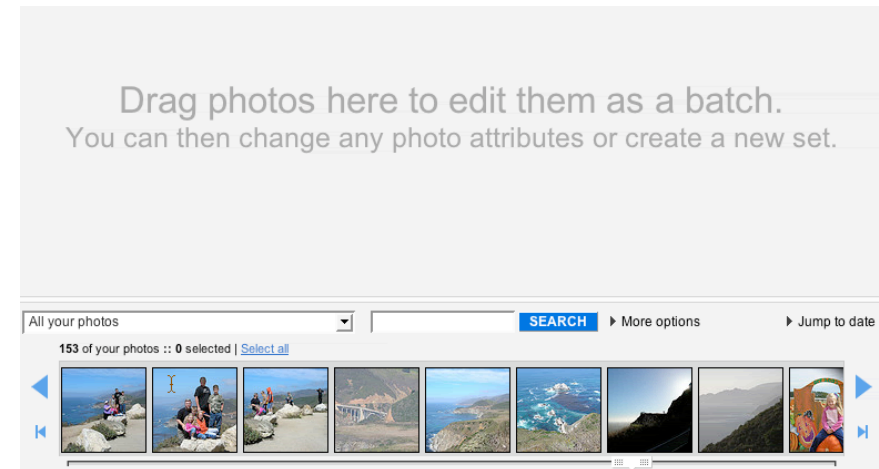 Drag photos here to edit them as a batch.
You can then change any photo attributes or create a new set.
All your photos SEARCH More options Jump to date
153 of your photos :: 0 selected | Select all